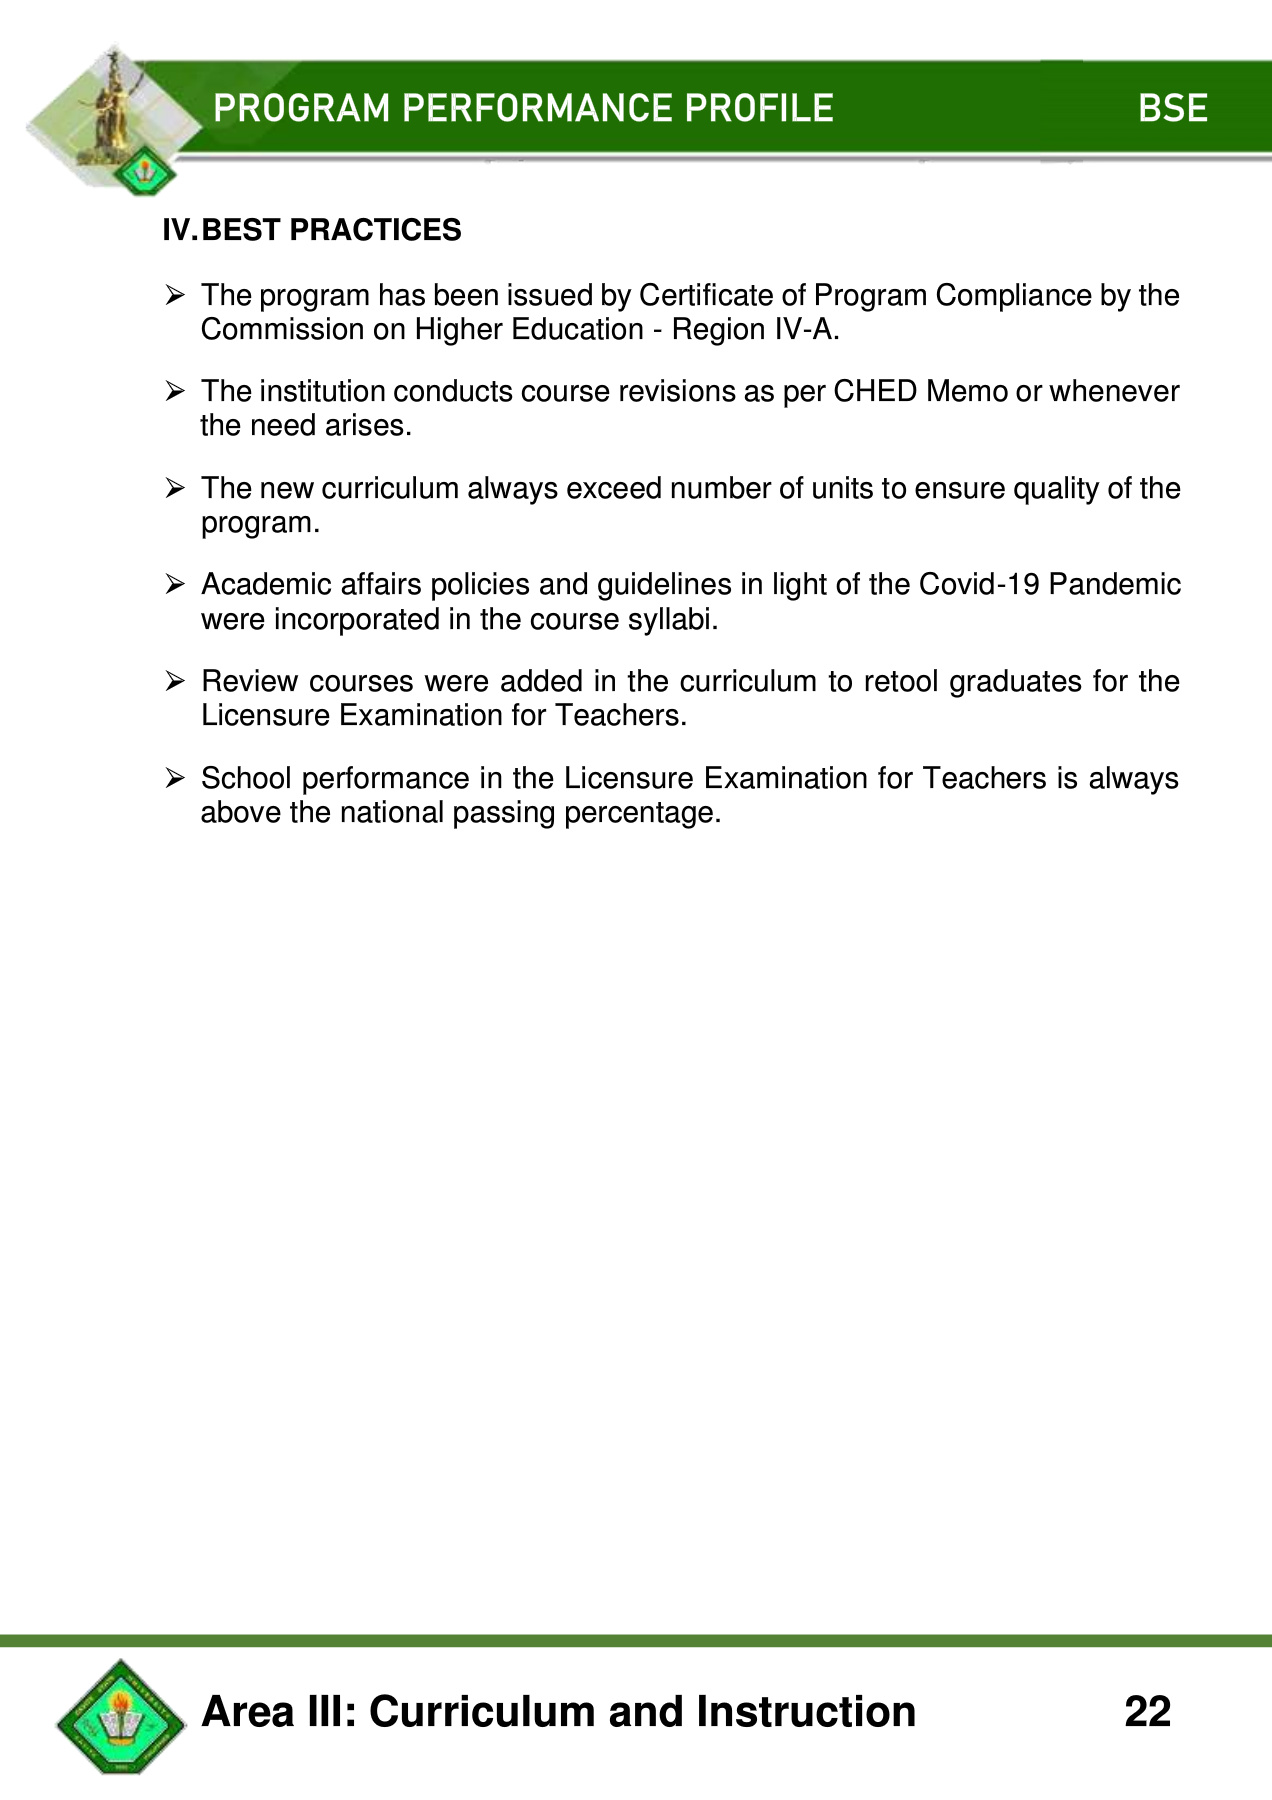 PROGRAM PERFORMANCE PROFILE BSE
IV. BEST PRACTICES
➢ The program has been issued by Certificate of Program Compliance by the
Commission on Higher Education - Region IV-A.
➢ The institution conducts course revisions as per CHED Memo or whenever
the need arises.
➢ The new curriculum always exceed number of units to ensure quality of the
program.
➢ Academic affairs policies and guidelines in light of the Covid-19 Pandemic
were incorporated in the course syllabi.
➢ Review courses were added in the curriculum to retool graduates for the
Licensure Examination for Teachers.
➢ School performance in the Licensure Examination for Teachers is always
above the national passing percentage.
Area III: Curriculum and Instruction 22